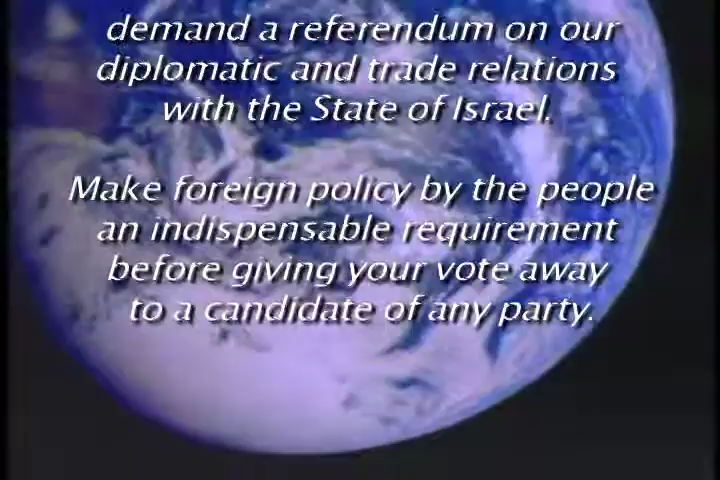 demand a referendum on our
diplomatic and trade relations
with the State of Israel.
Make foreign policy by the people
an indispensable requirement
before giving your vote away
to a candidate of any party.